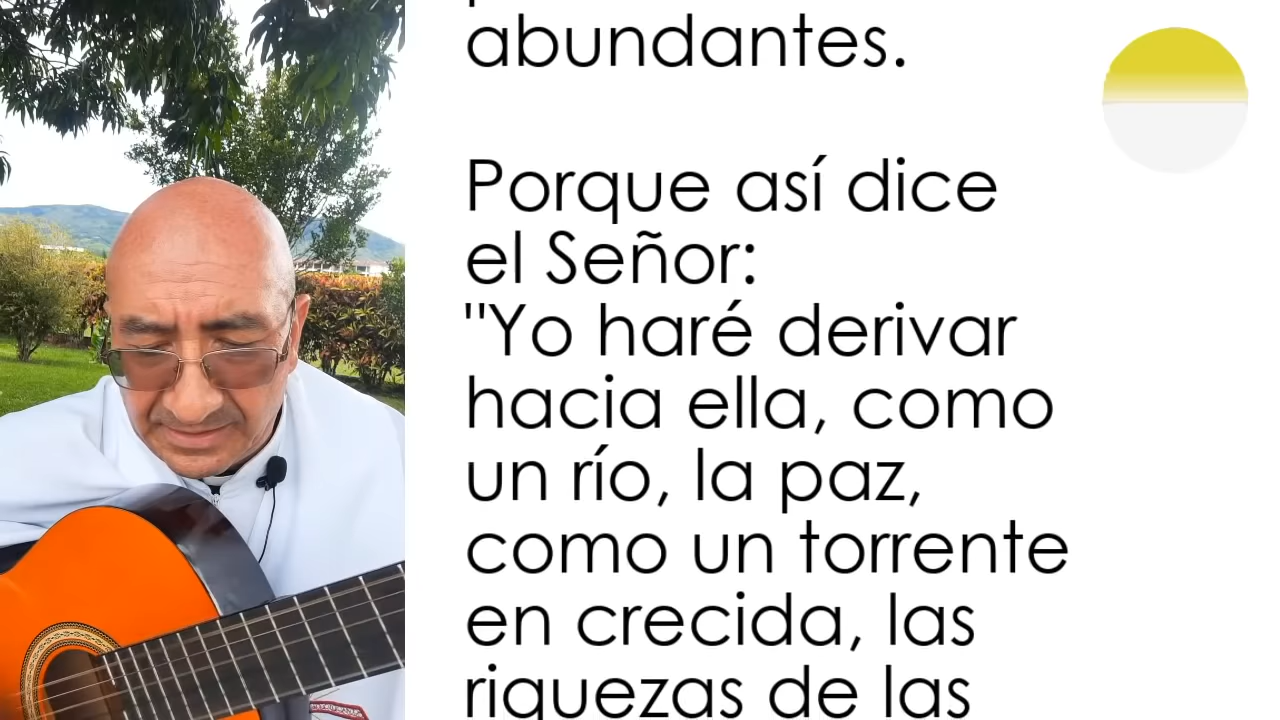 abundantes.
Porque así dice
el Señor:
"Yo haré derivar
hacia ella, como
un río, la paz,
como un torrente
en crecida, las
riquezas de las